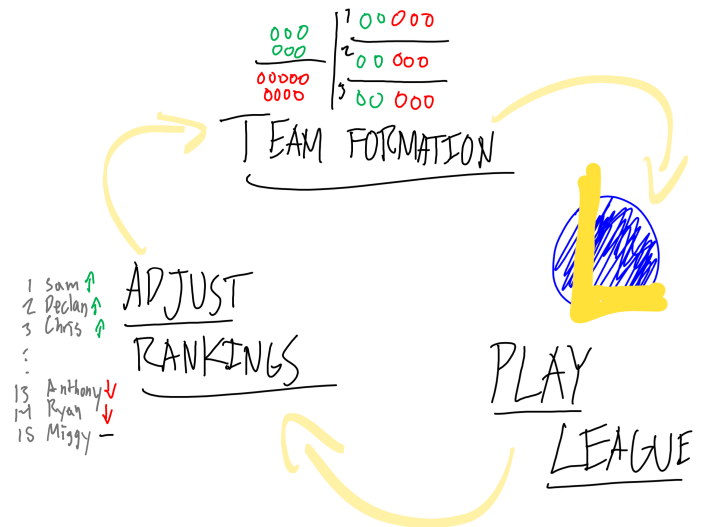 1
2
3
TEAM FORMATION
L
ADJUST
RANKINGS
1 Sam ↑
2 Declan ↑
3 Chris ↑
:
13 Anthony ↓
14 Ryan ↓
15 Miggy –
PLAY
LEAGUE